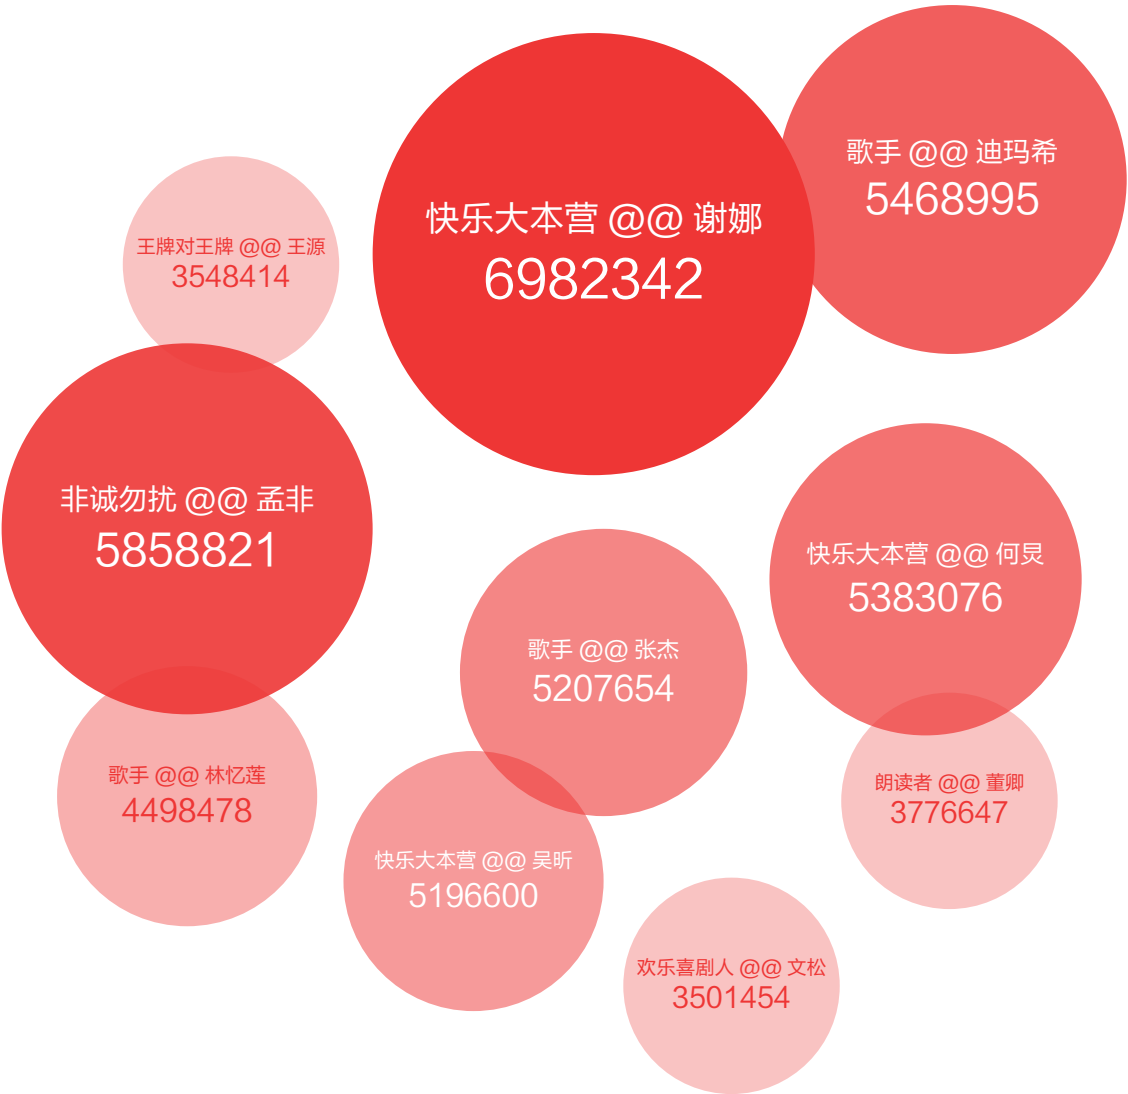 歌手 @@ 迪玛希
5468995
快乐大本营 @@ 谢娜
6982342
王牌对王牌 @@ 王源
3548414
非诚勿扰 @@ 孟非
5858821
快乐大本营 @@ 何炅
5383076
歌手 @@ 张杰
5207654
歌手 @@ 林忆莲
4498478
朗读者 @@ 董卿
3776647
快乐大本营 @@ 吴昕
5196600
欢乐喜剧人 @@ 文松
3501454